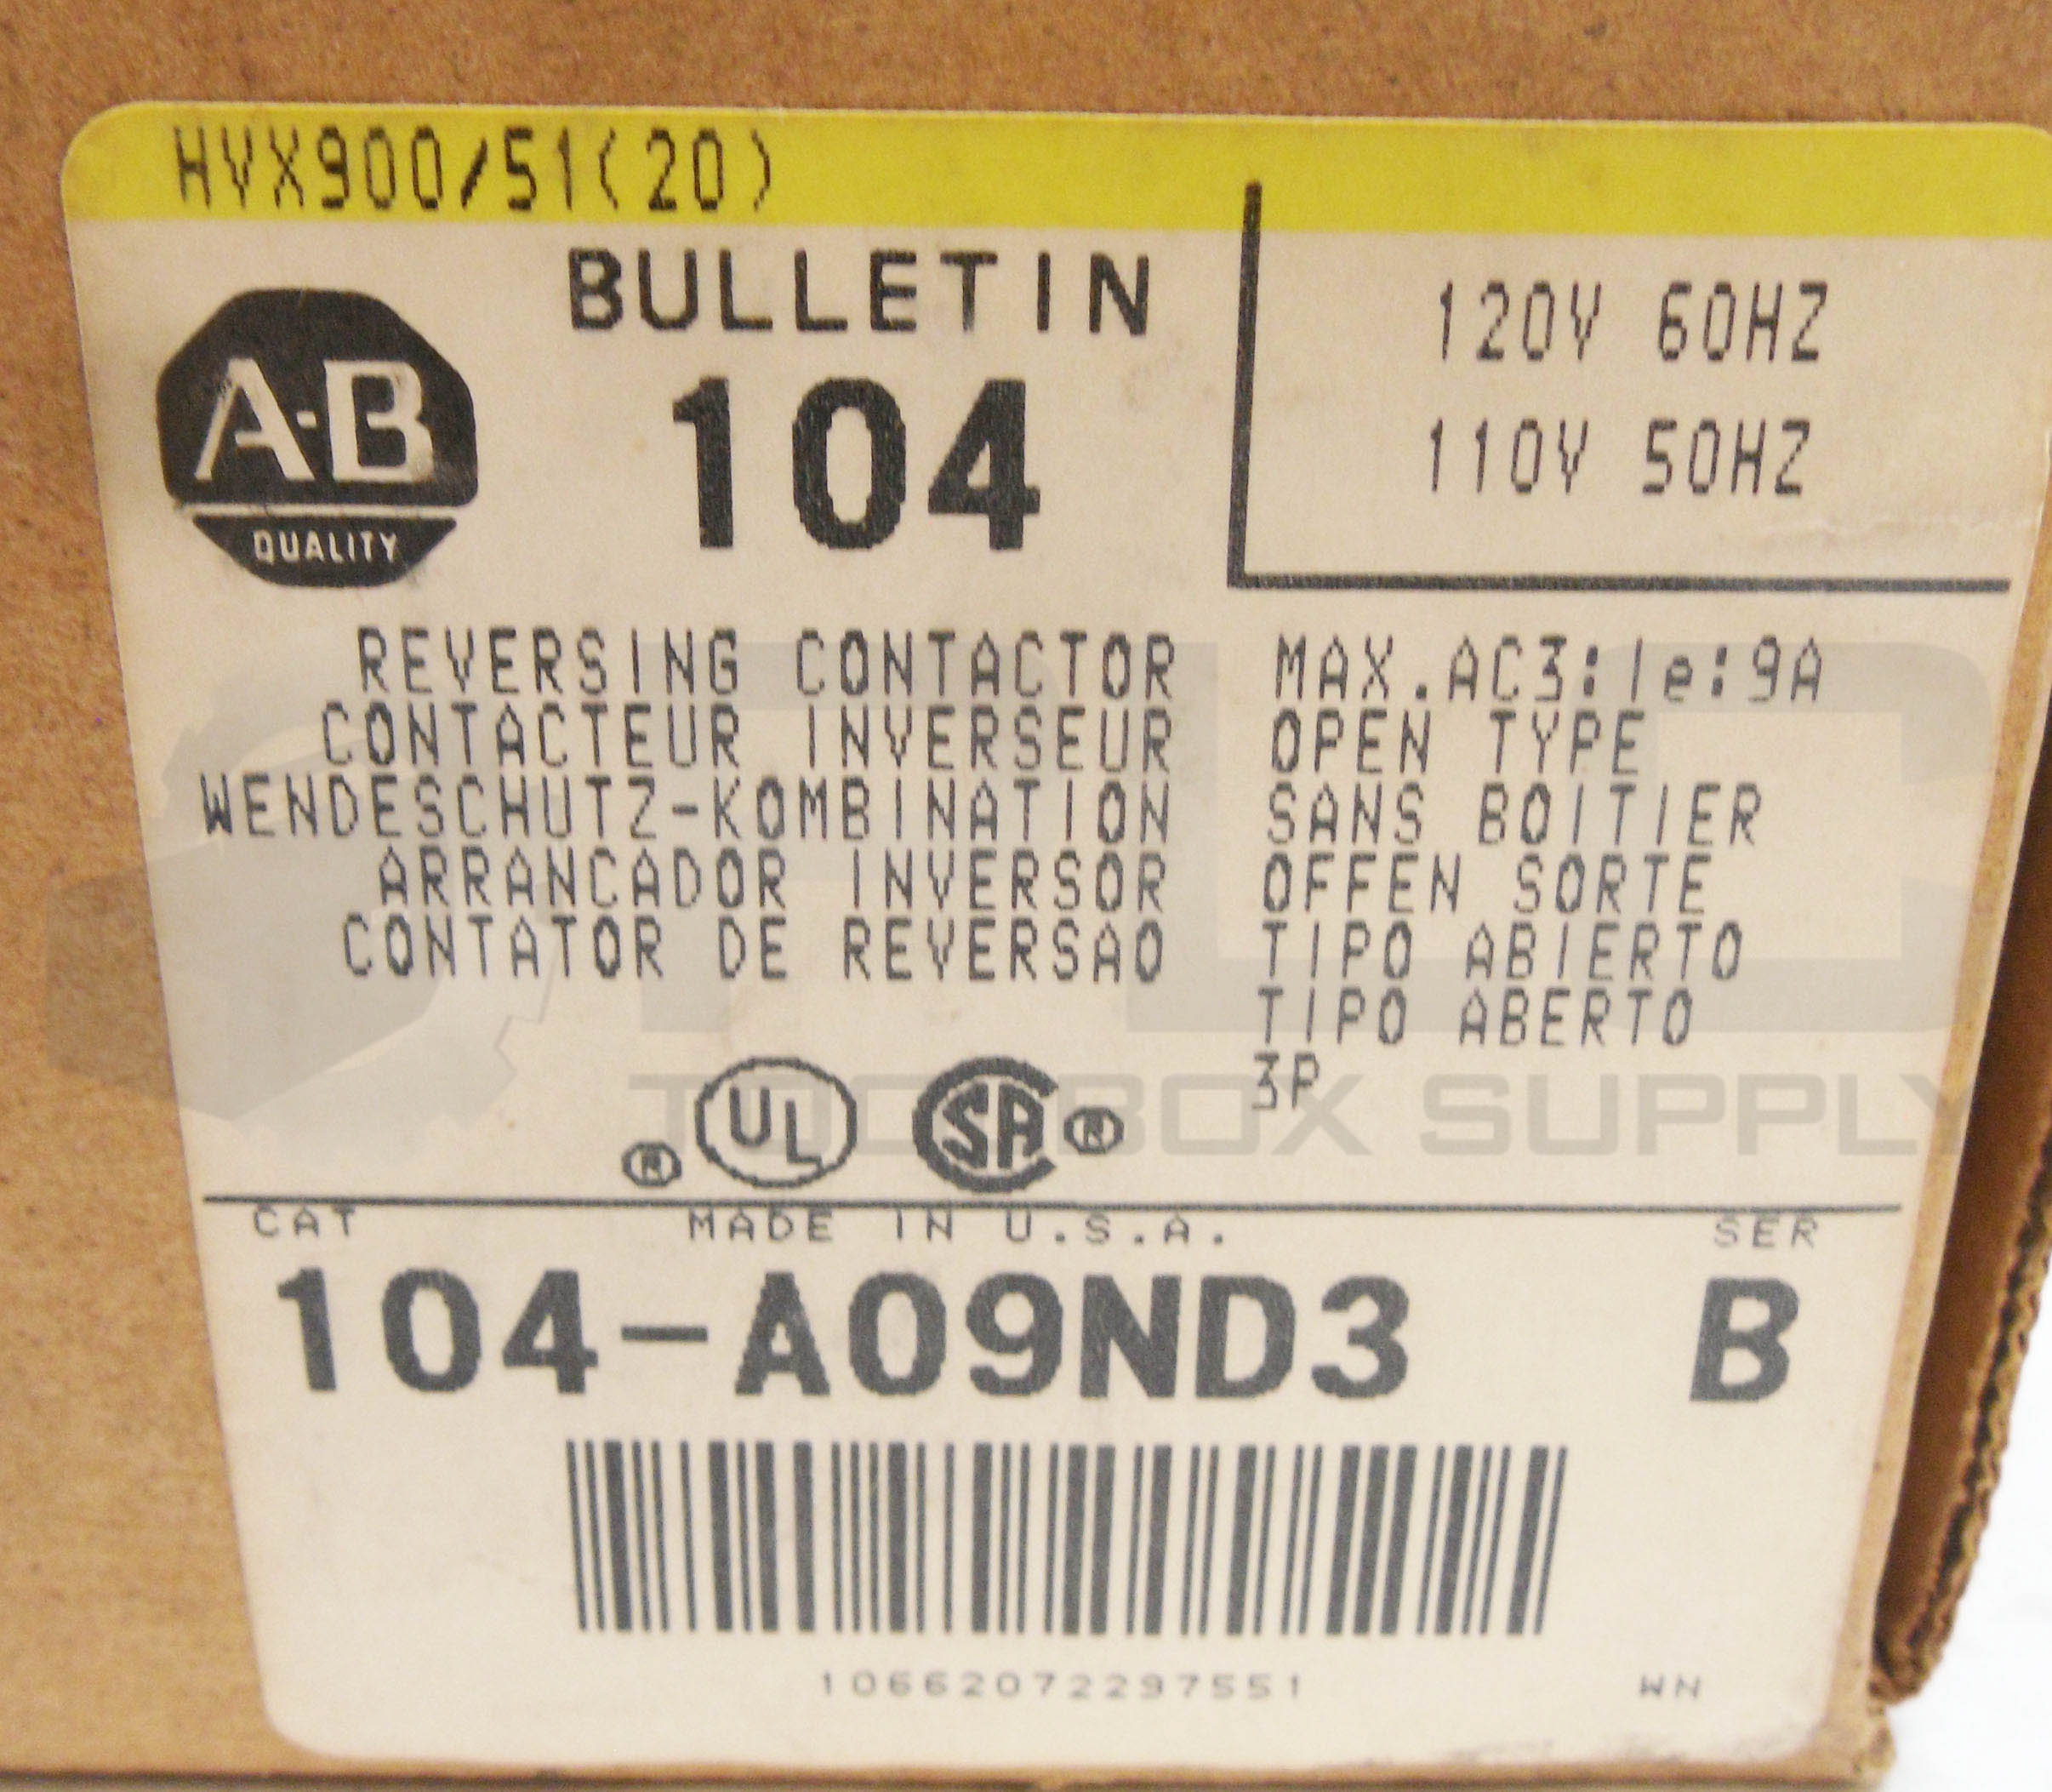 HVX900/51(20)
BULLETIN
104
A-B
QUALITY
120V 60HZ
110V 50HZ
REVERSING CONTACTOR
CONTACTEUR INVERSEUR
WENDESCHUTZ-KOMBINATION
ARRANCADOR INVERSOR
CONTATOR DE REVERSAO
MAX.AC3:Ie:9A
OPEN TYPE
SANS BOITIER
OFFEN SORTE
TIPO ABIERTO
TIPO ABERTO
3P
® UL SA ®
PLC
TOOLBOX SUPPLY
CAT MADE IN U.S.A. SER
104-A09ND3 B
10662072297551 WN